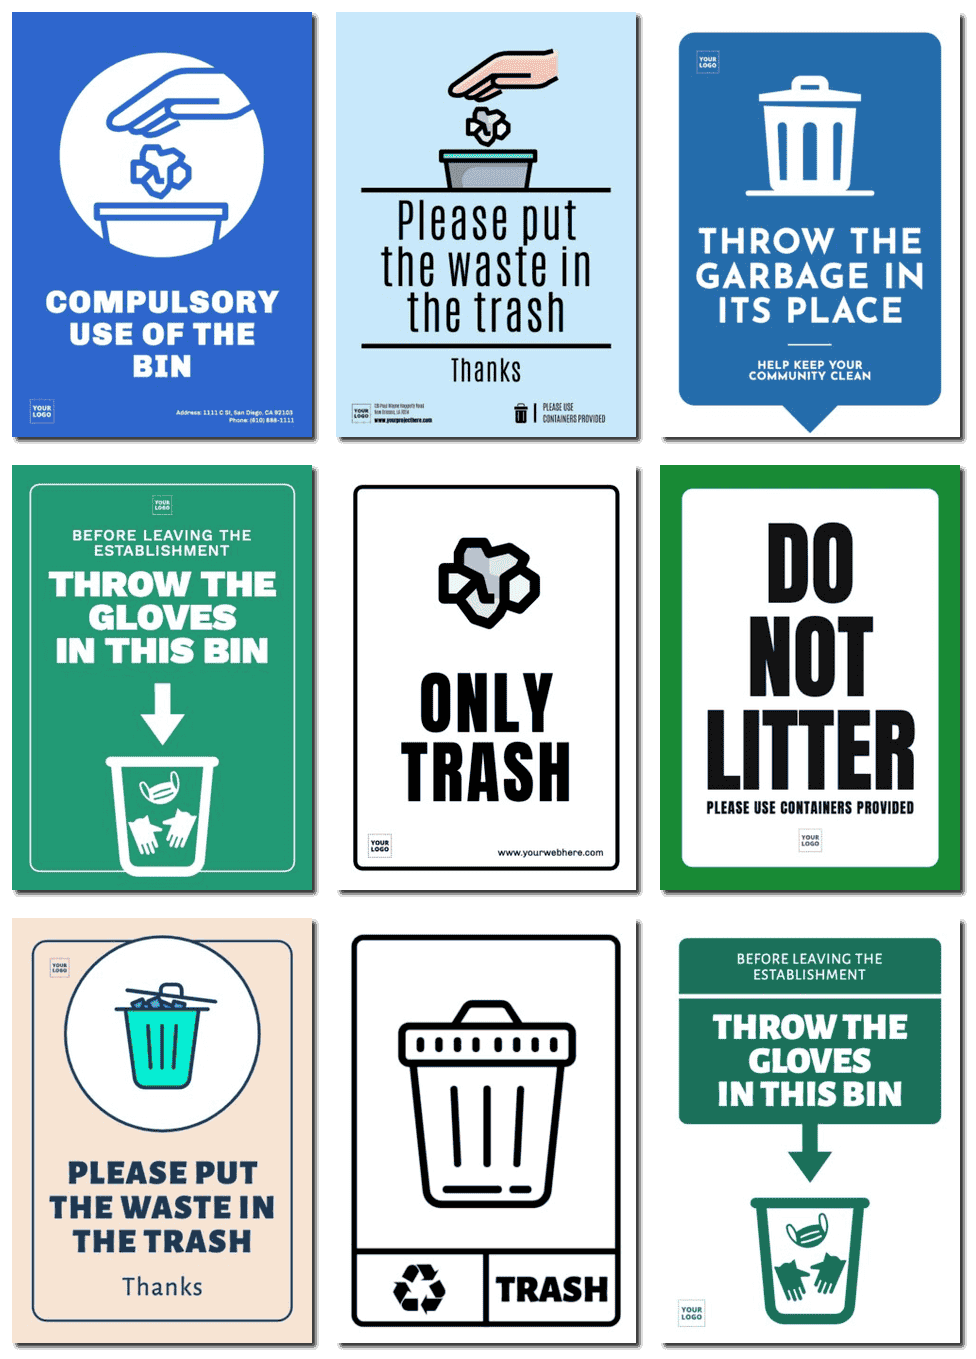 COMPULSORY
USE OF THE
BIN
YOUR
LOGO
Address: 1111 C St, San Diego, CA 92103
Phone: (610) 888-1111
Please put
the waste in
the trash
Thanks
YOUR
LOGO
www.yourprojecthere.com
PLEASE USE
CONTAINERS PROVIDED
YOUR
LOGO
THROW THE
GARBAGE IN
ITS PLACE
HELP KEEP YOUR
COMMUNITY CLEAN
YOUR
LOGO
BEFORE LEAVING THE
ESTABLISHMENT
THROW THE
GLOVES
IN THIS BIN
ONLY
TRASH
YOUR
LOGO
www.yourwebhere.com
DO
NOT
LITTER
PLEASE USE CONTAINERS PROVIDED
YOUR
LOGO
YOUR
LOGO
PLEASE PUT
THE WASTE IN
THE TRASH
Thanks
TRASH
BEFORE LEAVING THE
ESTABLISHMENT
THROW THE
GLOVES
IN THIS BIN
YOUR
LOGO